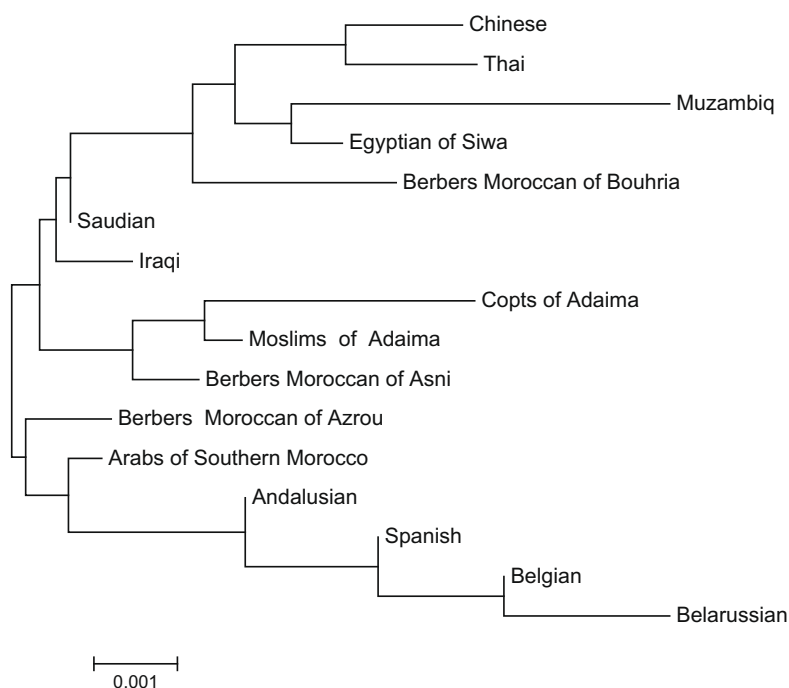 Chinese
Thai
Muzambiq
Egyptian of Siwa
Berbers Moroccan of Bouhria
Saudian
Iraqi
Copts of Adaima
Moslims of Adaima
Berbers Moroccan of Asni
Berbers Moroccan of Azrou
Arabs of Southern Morocco
Andalusian
Spanish
Belgian
Belarussian
0.001